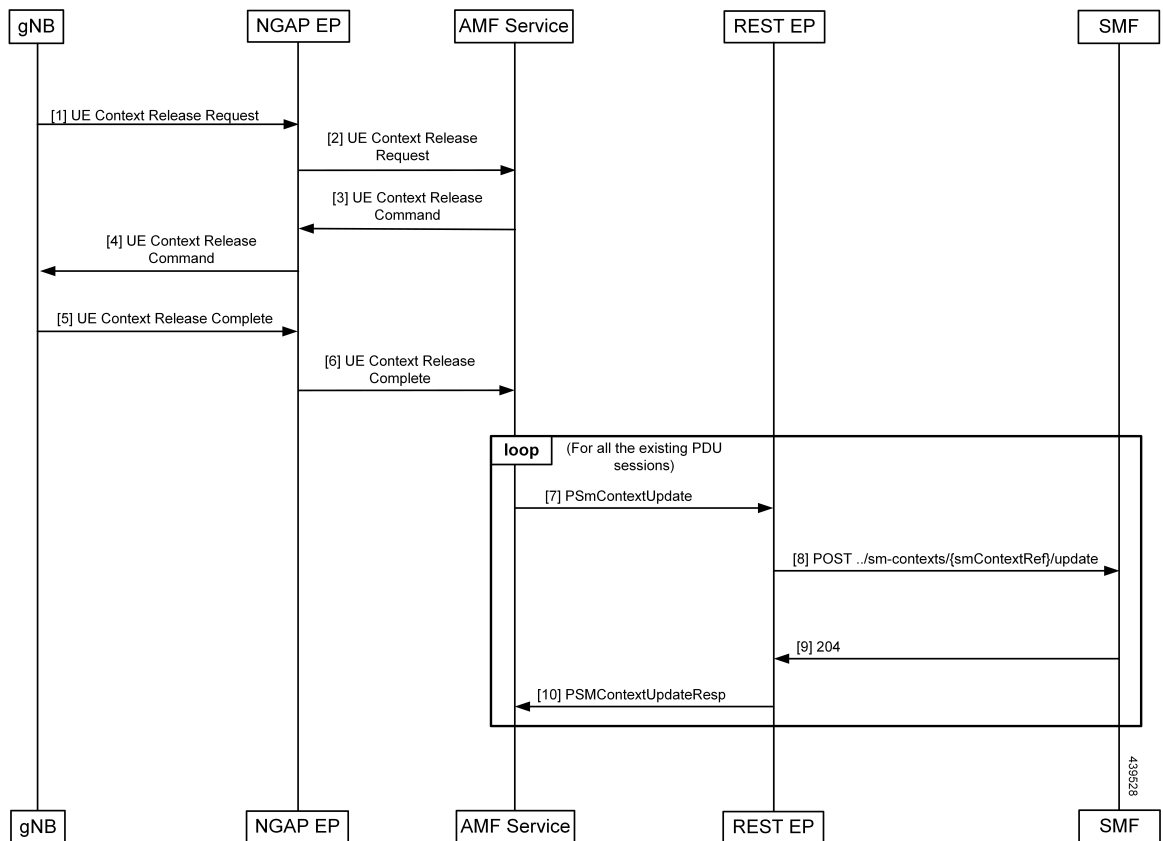 gNB
NGAP EP
AMF Service
REST EP
SMF
[1] UE Context Release Request
[2] UE Context Release
Request
[3] UE Context Release
Command
[4] UE Context Release
Command
[5] UE Context Release Complete
[6] UE Context Release
Complete
loop
(For all the existing PDU
sessions)
[7] PSmContextUpdate
[8] POST ../sm-contexts/{smContextRef}/update
[9] 204
[10] PSMContextUpdateResp
439528
gNB
NGAP EP
AMF Service
REST EP
SMF